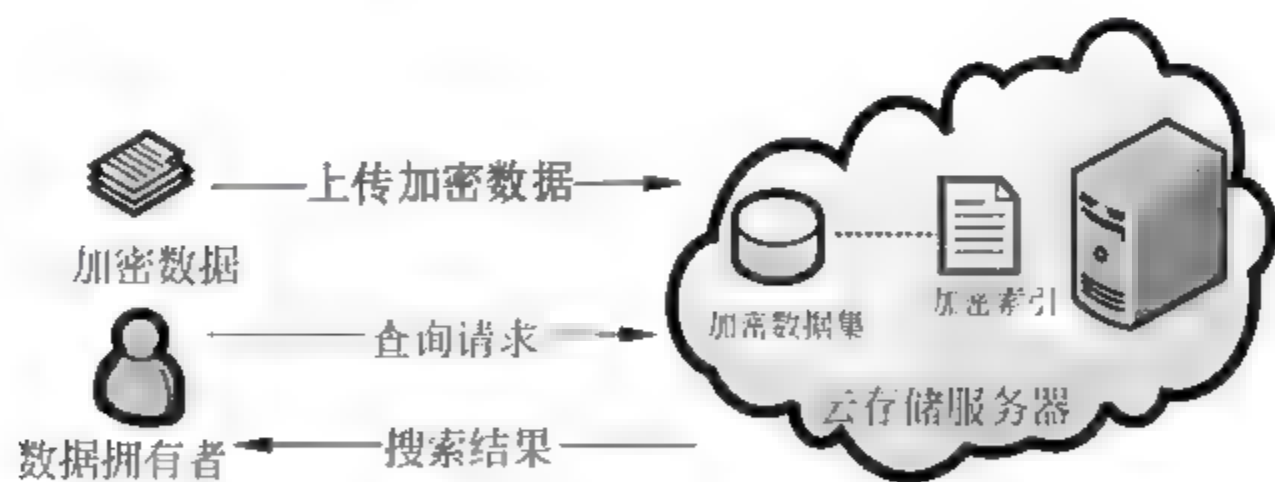 上传加密数据
加密数据
加密数据集
加密索引
查询请求
云存储服务器
数据拥有者
搜索结果